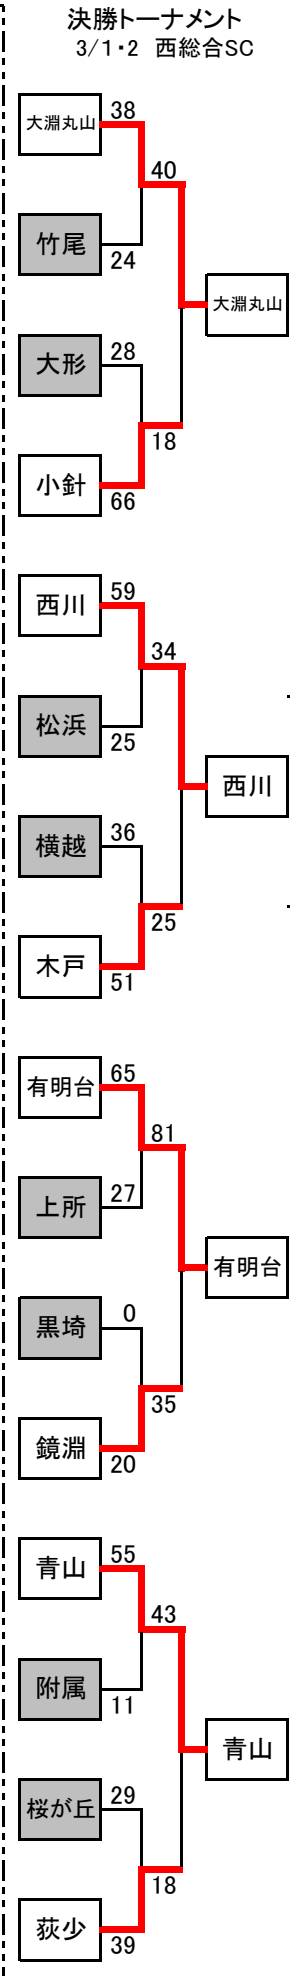 決勝トーナメント
3/1・2 西総合SC
38
大淵丸山
40
竹尾
24
大淵丸山
28
大形
18
小針
66
59
西川
34
松浜
25
西川
36
横越
25
木戸
51
65
有明台
81
27
上所
有明台
0
黒埼
35
鏡淵
20
55
青山
43
附属
11
青山
29
桜が丘
18
荻少
39